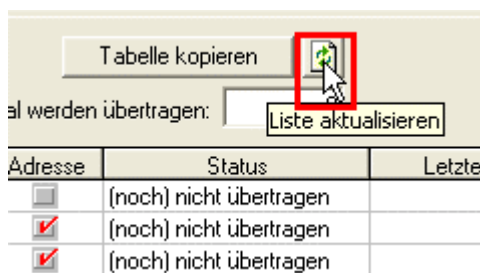 Tabelle kopieren
al werden übertragen:
Liste aktualisieren
Adresse Status Letzte
(noch) nicht übertragen
(noch) nicht übertragen
(noch) nicht übertragen